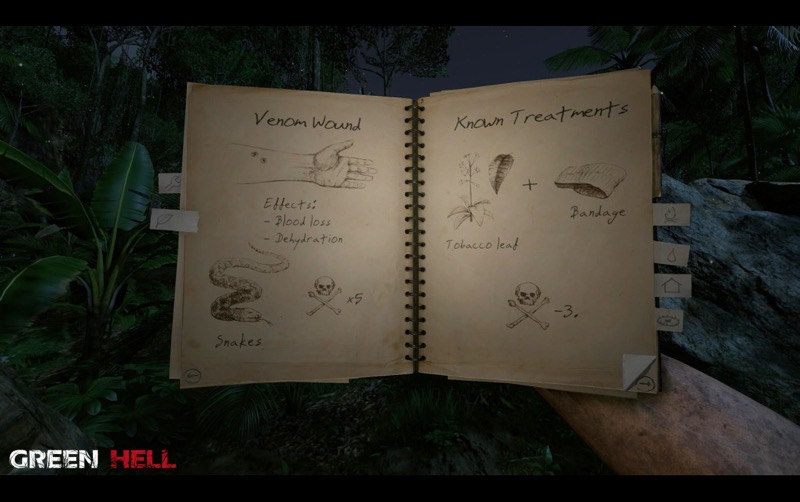 Venom Wound
Effects:
- Blood loss
- Dehydration
x5
Snakes
Known Treatments
+
Bandage
Tobacco leaf
-3.
GREEN HELL